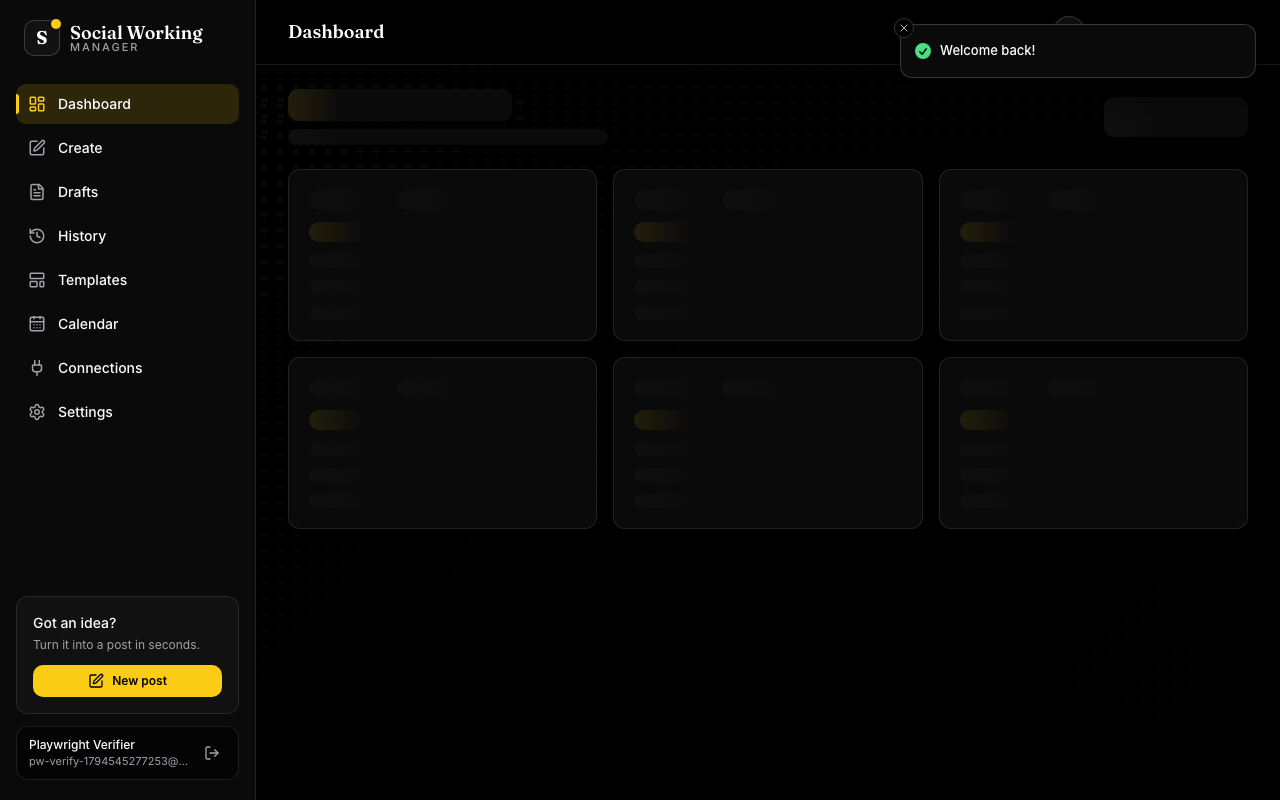 S
Social Working
MANAGER
Dashboard
Create
Drafts
History
Templates
Calendar
Connections
Settings
Got an idea?
Turn it into a post in seconds.
New post
Playwright Verifier
pw-verify-1794545277253@...
Dashboard
Welcome back!